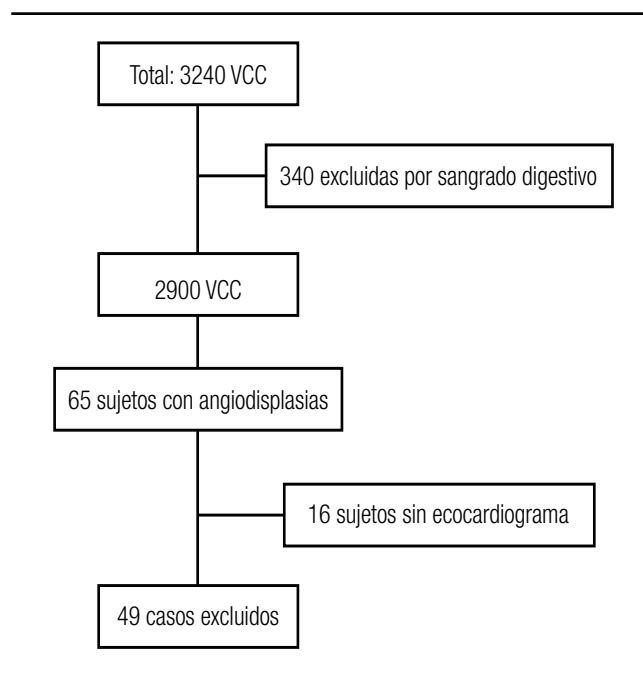 Total: 3240 VCC
340 excluidas por sangrado digestivo
2900 VCC
65 sujetos con angiodisplasias
16 sujetos sin ecocardiograma
49 casos excluidos